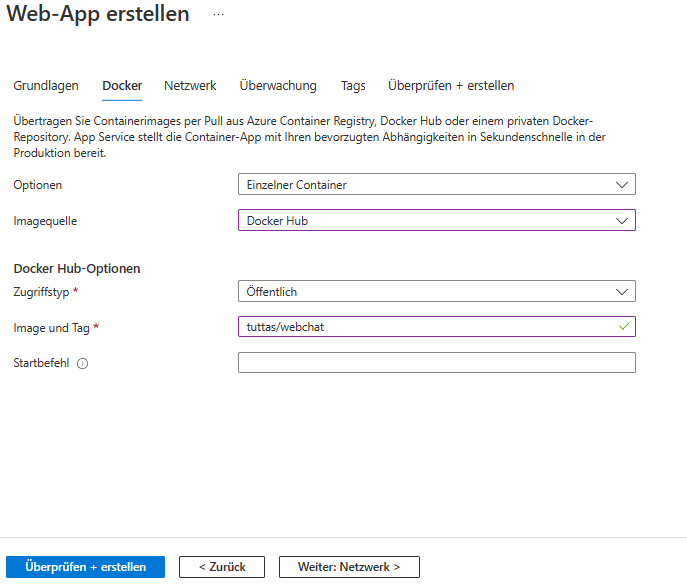 Web-App erstellen ...
Grundlagen Docker Netzwerk Überwachung Tags Überprüfen + erstellen
Übertragen Sie Containerimages per Pull aus Azure Container Registry, Docker Hub oder einem privaten Docker-
Repository. App Service stellt die Container-App mit Ihren bevorzugten Abhängigkeiten in Sekundenschnelle in der
Produktion bereit.
Optionen Einzelner Container
Imagequelle Docker Hub
Docker Hub-Optionen
Zugriffstyp * Öffentlich
Image und Tag * tuttas/webchat
Startbefehl
Überprüfen + erstellen < Zurück Weiter: Netzwerk >